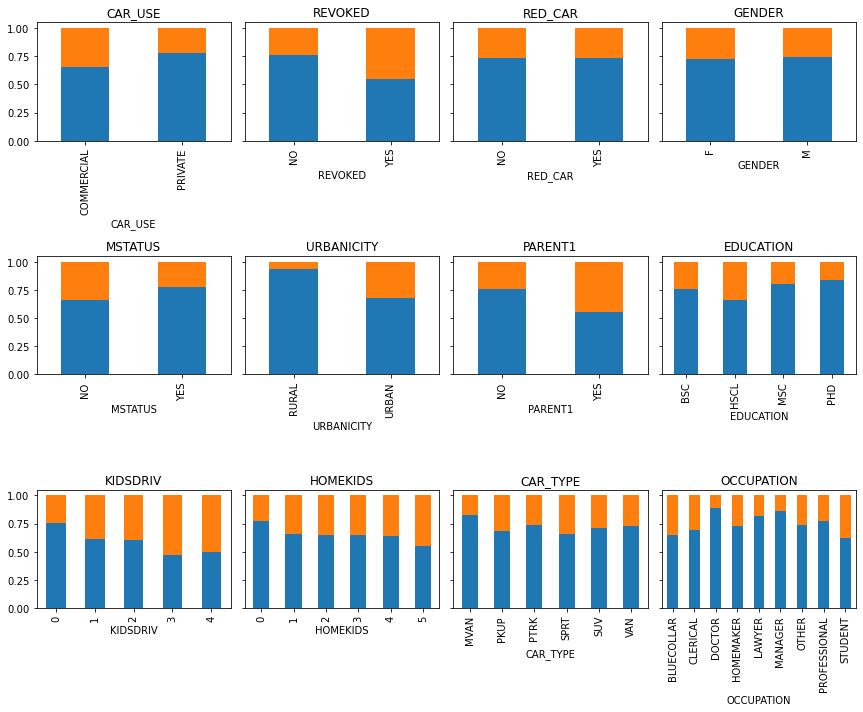 CAR_USE
REVOKED
RED_CAR
GENDER
1.00
0.75
0.50
0.25
0.00
COMMERCIAL
PRIVATE
CAR_USE
NO
YES
REVOKED
NO
YES
RED_CAR
F
M
GENDER
MSTATUS
URBANICITY
PARENT1
EDUCATION
1.00
0.75
0.50
0.25
0.00
NO
YES
MSTATUS
RURAL
URBAN
URBANICITY
NO
YES
PARENT1
BSC
HSCL
MSC
PHD
EDUCATION
KIDSDRIV
HOMEKIDS
CAR_TYPE
OCCUPATION
1.00
0.75
0.50
0.25
0.00
0
1
2
3
4
KIDSDRIV
0
1
2
3
4
5
HOMEKIDS
MVAN
PKUP
PTRK
SPRT
SUV
VAN
CAR_TYPE
BLUECOLLAR
CLERICAL
DOCTOR
HOMEMAKER
LAWYER
MANAGER
OTHER
PROFESSIONAL
STUDENT
OCCUPATION